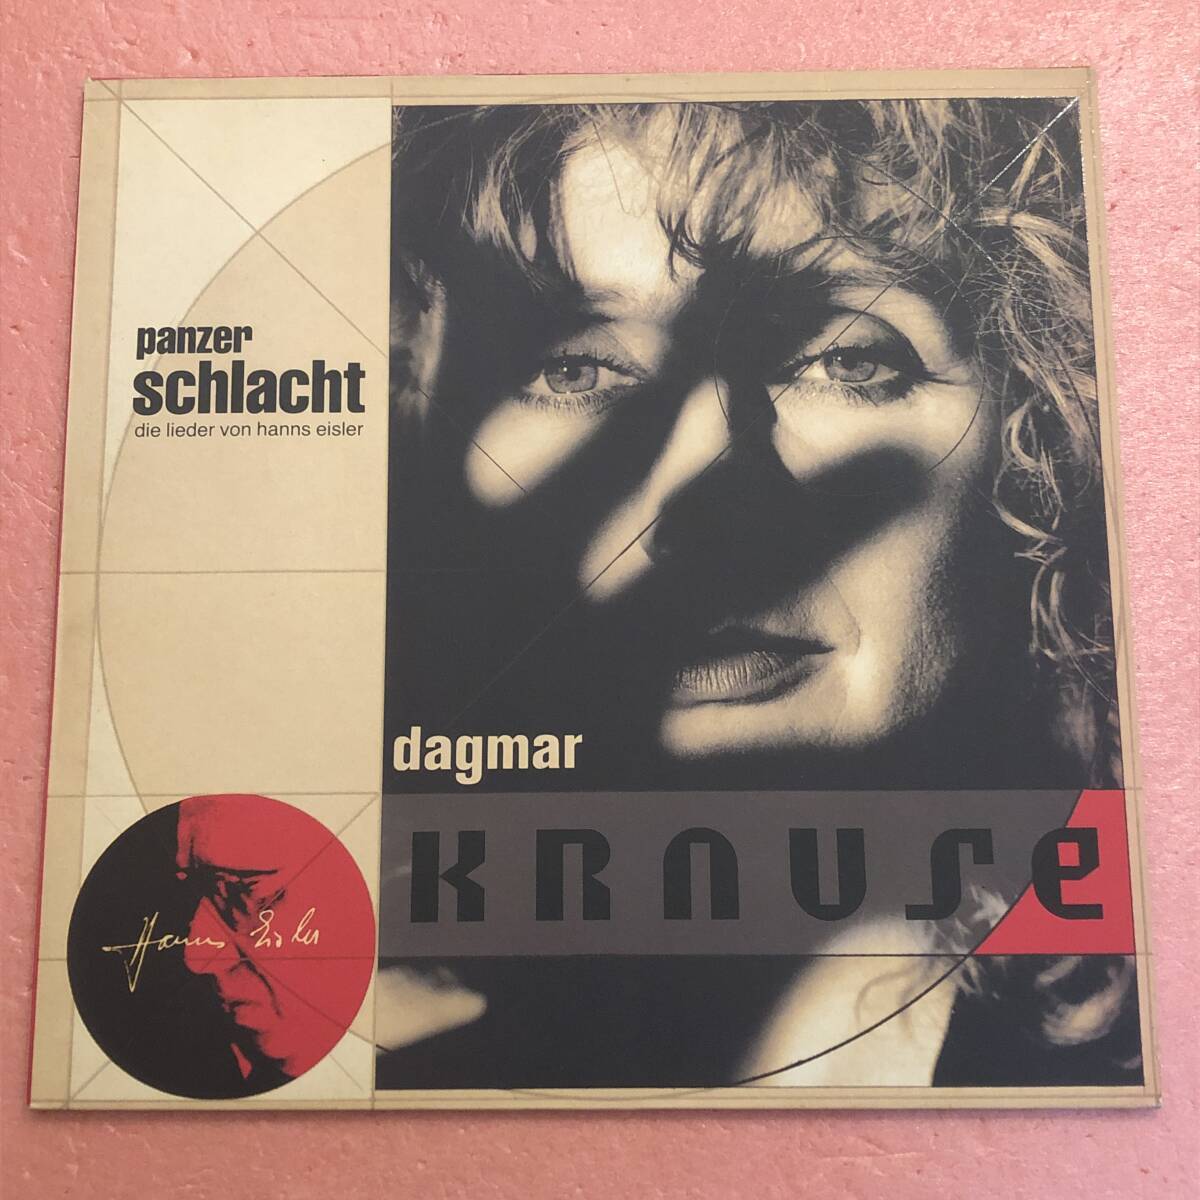 panzer
schlacht
die lieder von hanns eisler
dagmar
KRAUSe
Hanns Eisler